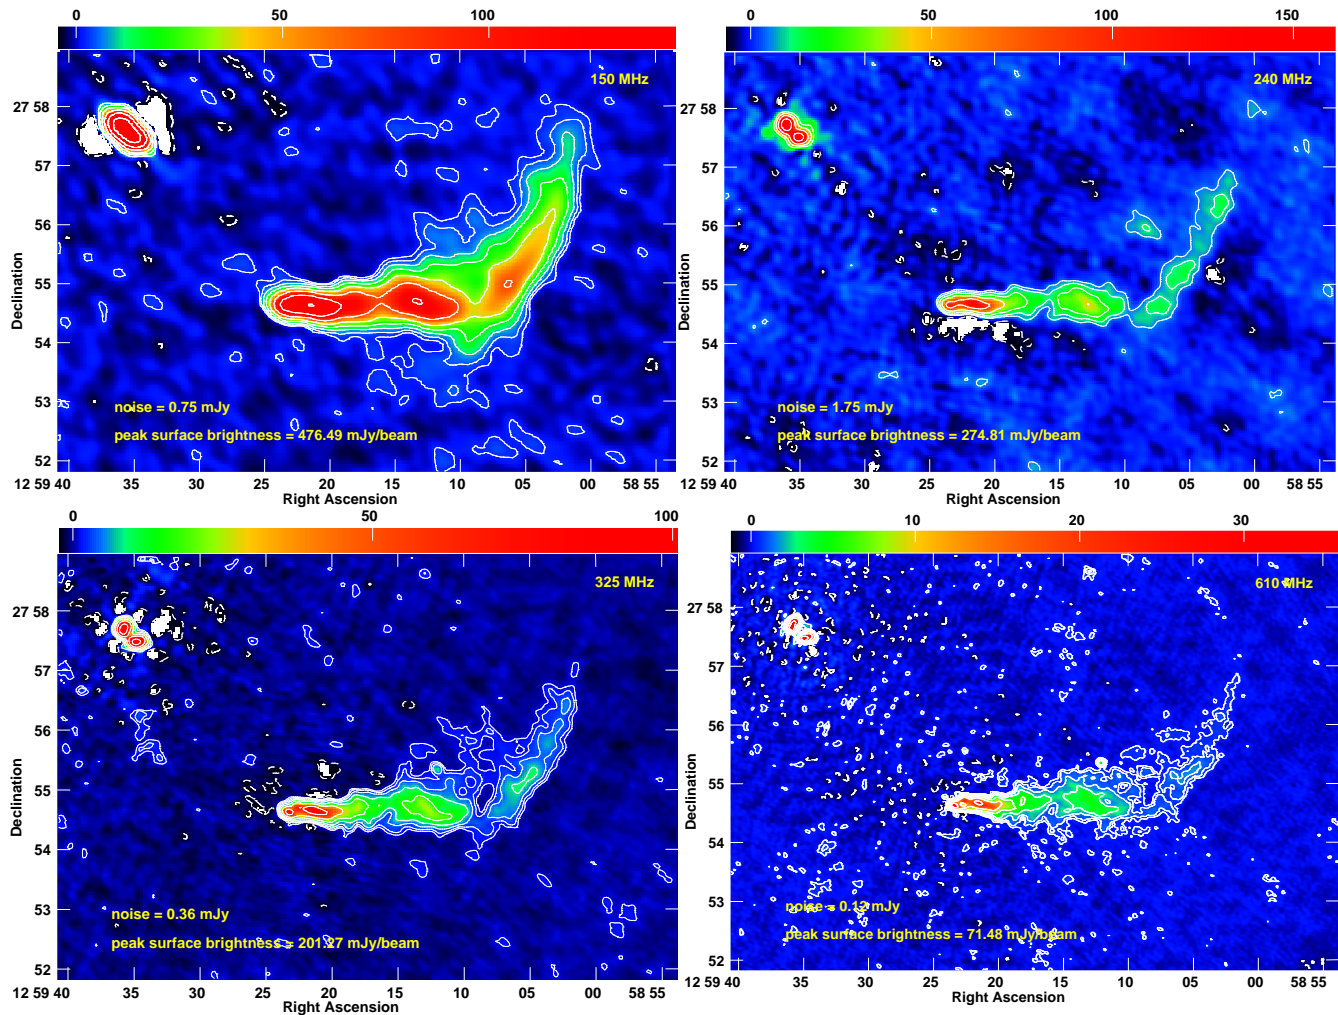 0 50 100
150 MHz
27 58
57
56
55
54
53
52
Declination
noise = 0.75 mJy
peak surface brightness = 476.49 mJy/beam
12 59 40 35 30 25 20 15 10 05 00 58 55
Right Ascension
0 50 100 150
240 MHz
27 58
57
56
55
54
53
52
Declination
noise = 1.75 mJy
peak surface brightness = 274.81 mJy/beam
12 59 40 35 30 25 20 15 10 05 00 58 55
Right Ascension
0 50 100
325 MHz
27 58
57
56
55
54
53
52
Declination
noise = 0.36 mJy
peak surface brightness = 201.27 mJy/beam
12 59 40 35 30 25 20 15 10 05 00 58 55
Right Ascension
0 10 20 30
610 MHz
27 58
57
56
55
54
53
52
Declination
noise = 0.12 mJy
peak surface brightness = 71.48 mJy/beam
12 59 40 35 30 25 20 15 10 05 00 58 55
Right Ascension